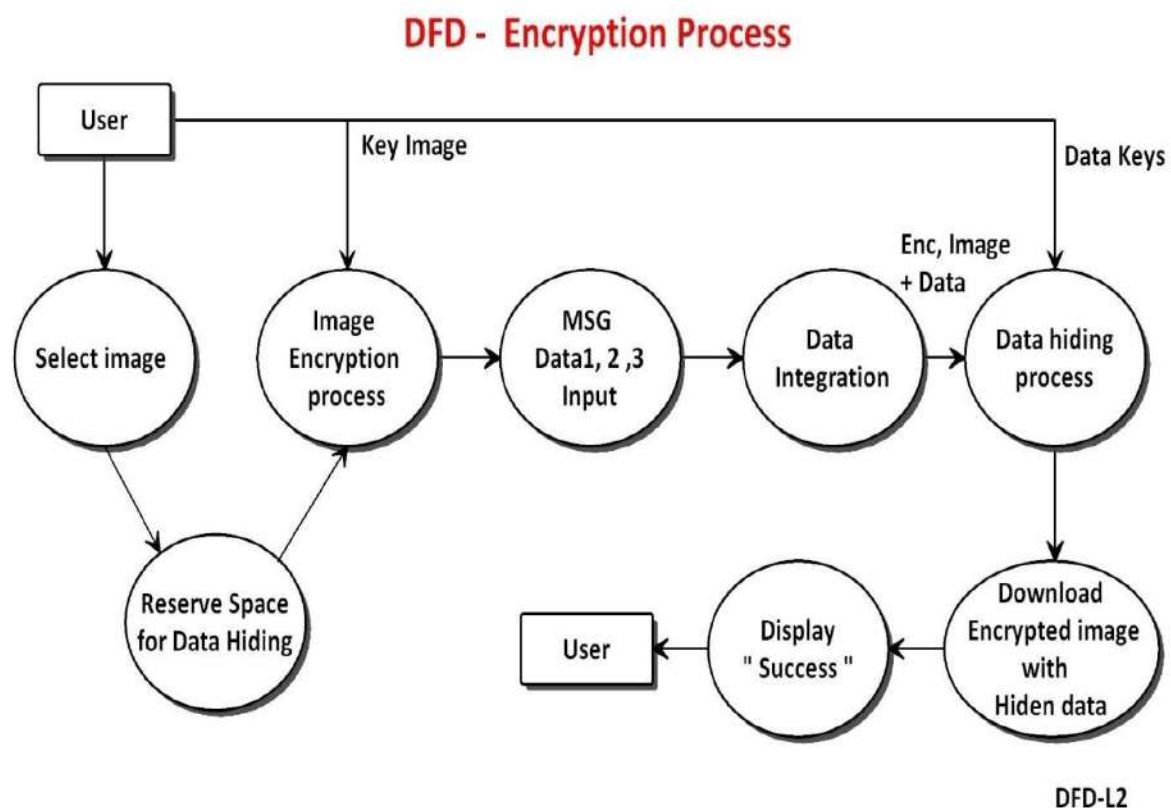 DFD - Encryption Process
User
Key Image
Data Keys
Enc, Image
+ Data
Select image
Image
Encryption
process
MSG
Data1, 2 ,3
Input
Data
Integration
Data hiding
process
Reserve Space
for Data Hiding
User
Display
" Success "
Download
Encrypted image
with
Hiden data
DFD-L2